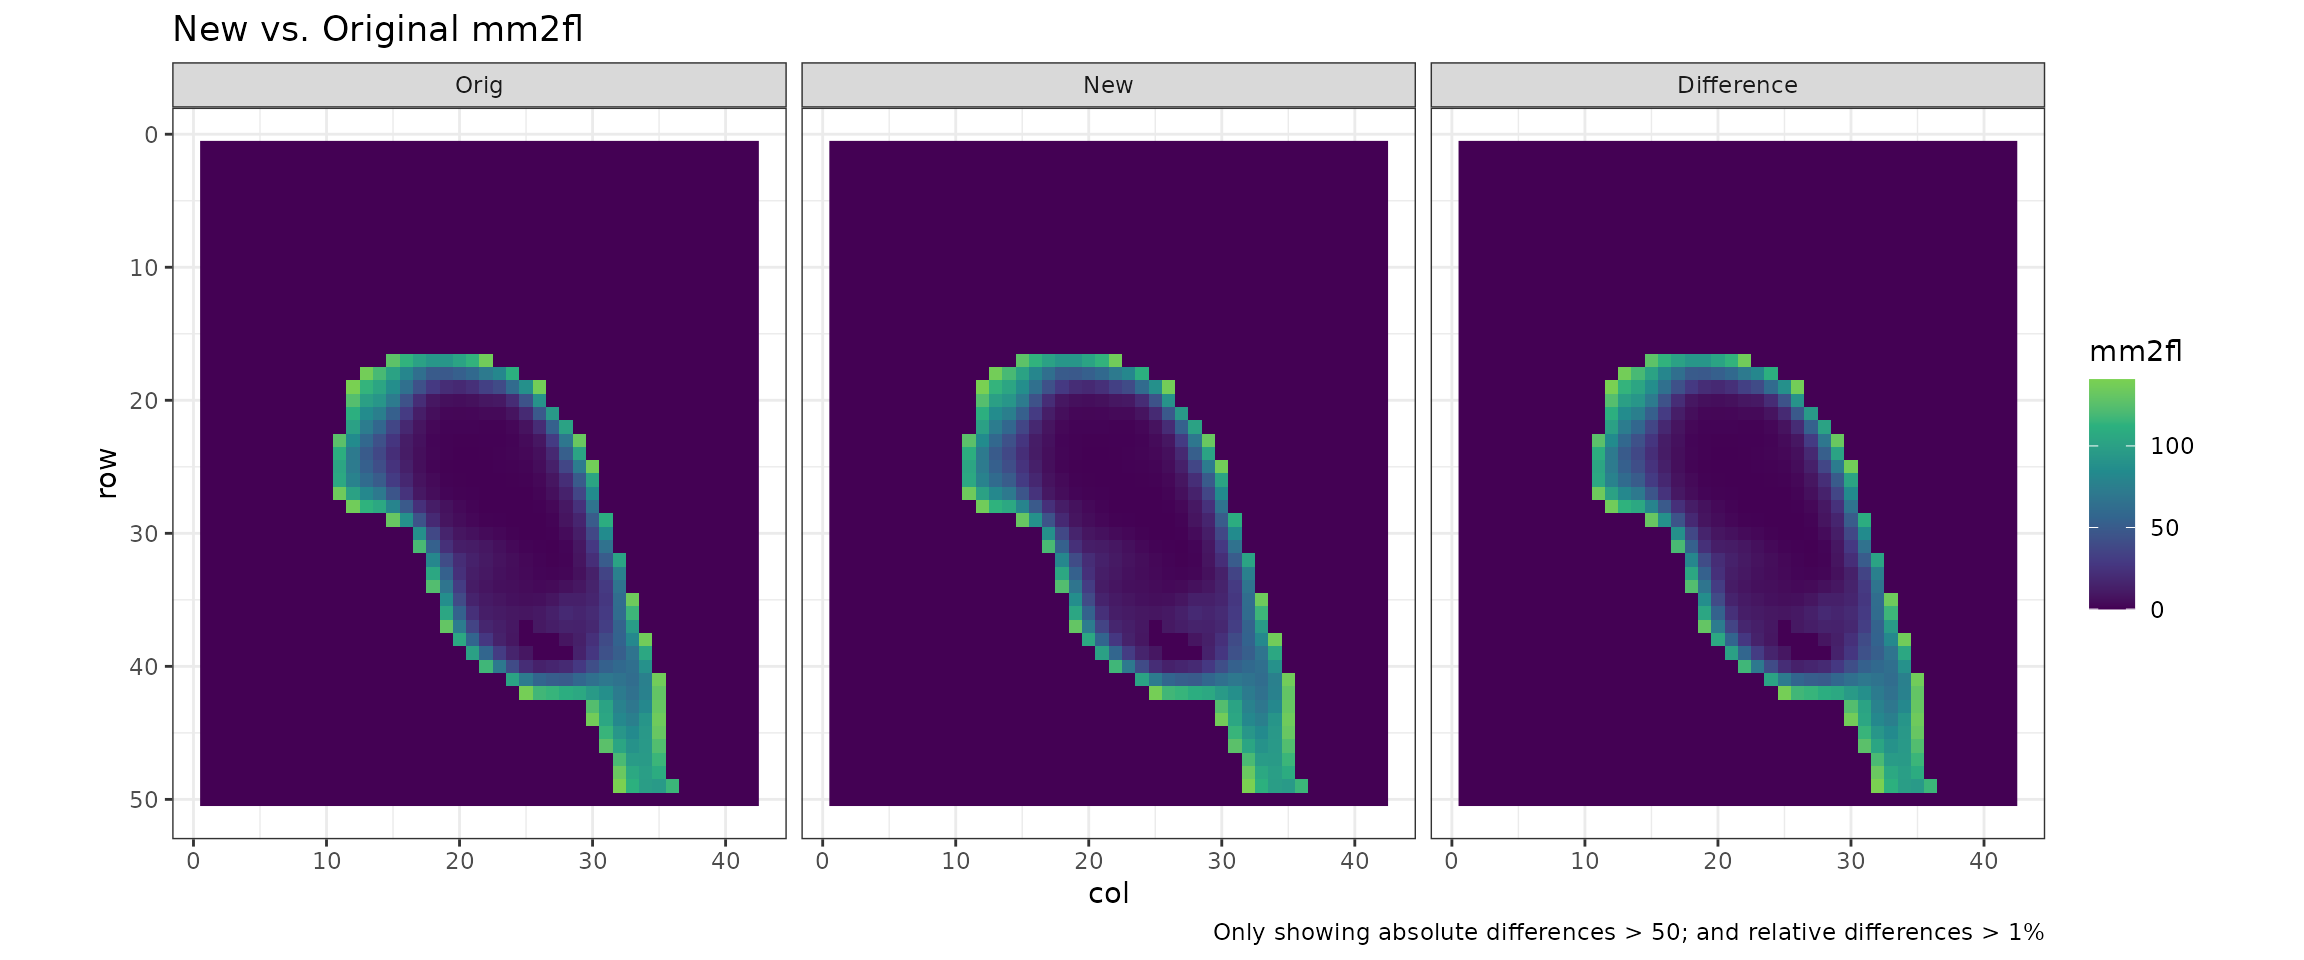 New vs. Original mm2fl
Orig
New
Difference
0
10
20
30
40
50
row
0 10 20 30 40
0 10 20 30 40
0 10 20 30 40
col
mm2fl
100
50
0
Only showing absolute differences > 50; and relative differences > 1%